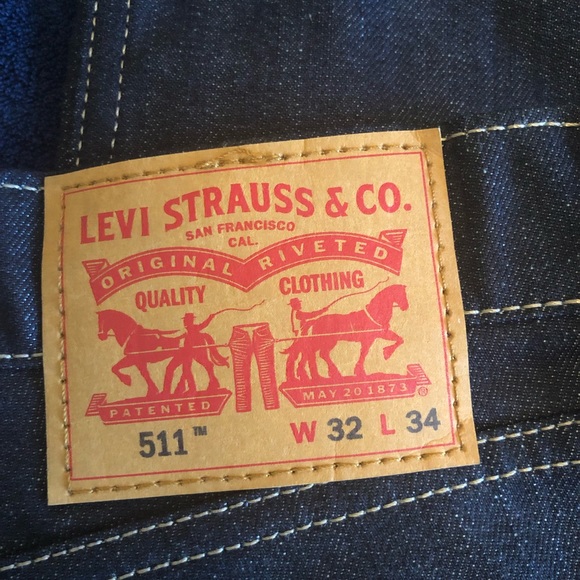 LEVI STRAUSS & CO.
SAN FRANCISCO
CAL.
ORIGINAL RIVETED
QUALITY CLOTHING
PATENTED MAY 20 1873 ®
511™ W 32 L 34